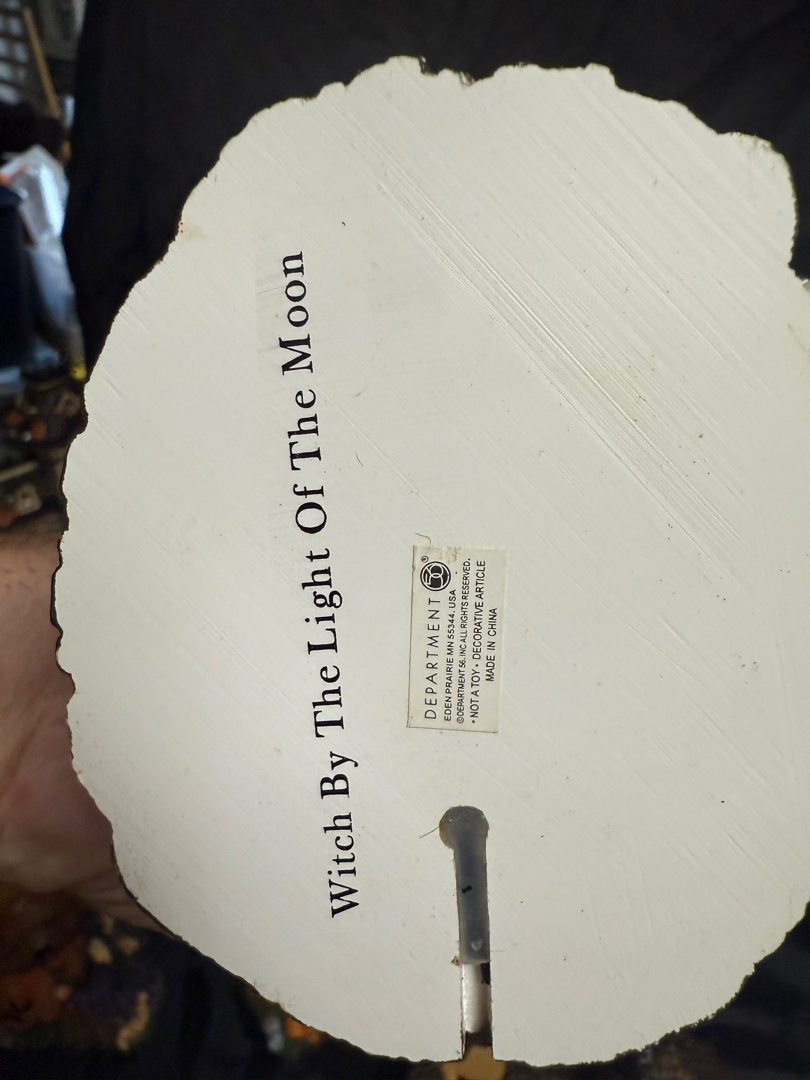 Witch By The Light Of The Moon
DEPARTMENT 56®
EDEN PRAIRIE MN 55344. USA
©DEPARTMENT 56. INC ALL RIGHTS RESERVED.
• NOT A TOY • DECORATIVE ARTICLE
MADE IN CHINA